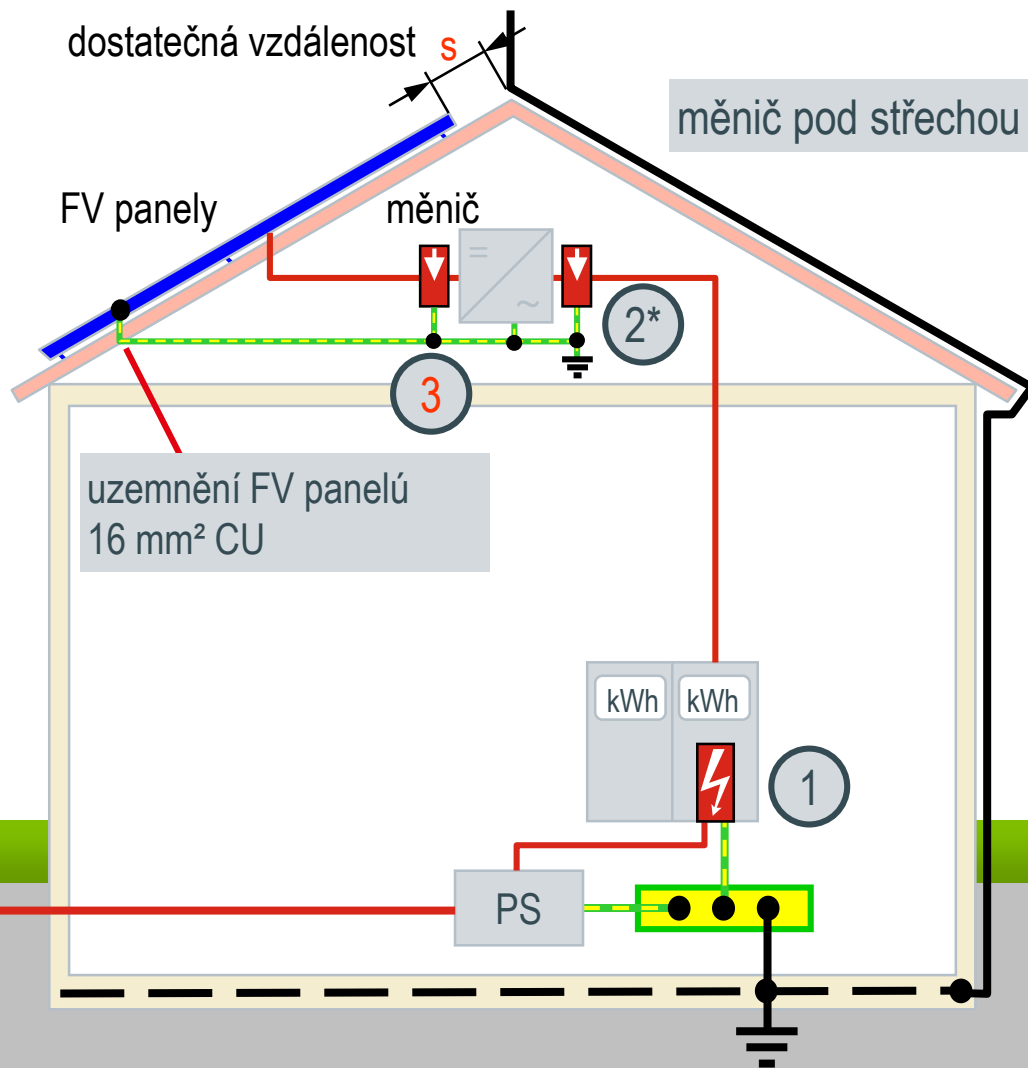 dostatečná vzdálenost s
měnič pod střechou
FV panely
měnič
=
~
2*
3
uzemnění FV panelú
16 mm² CU
kWh
kWh
1
PS